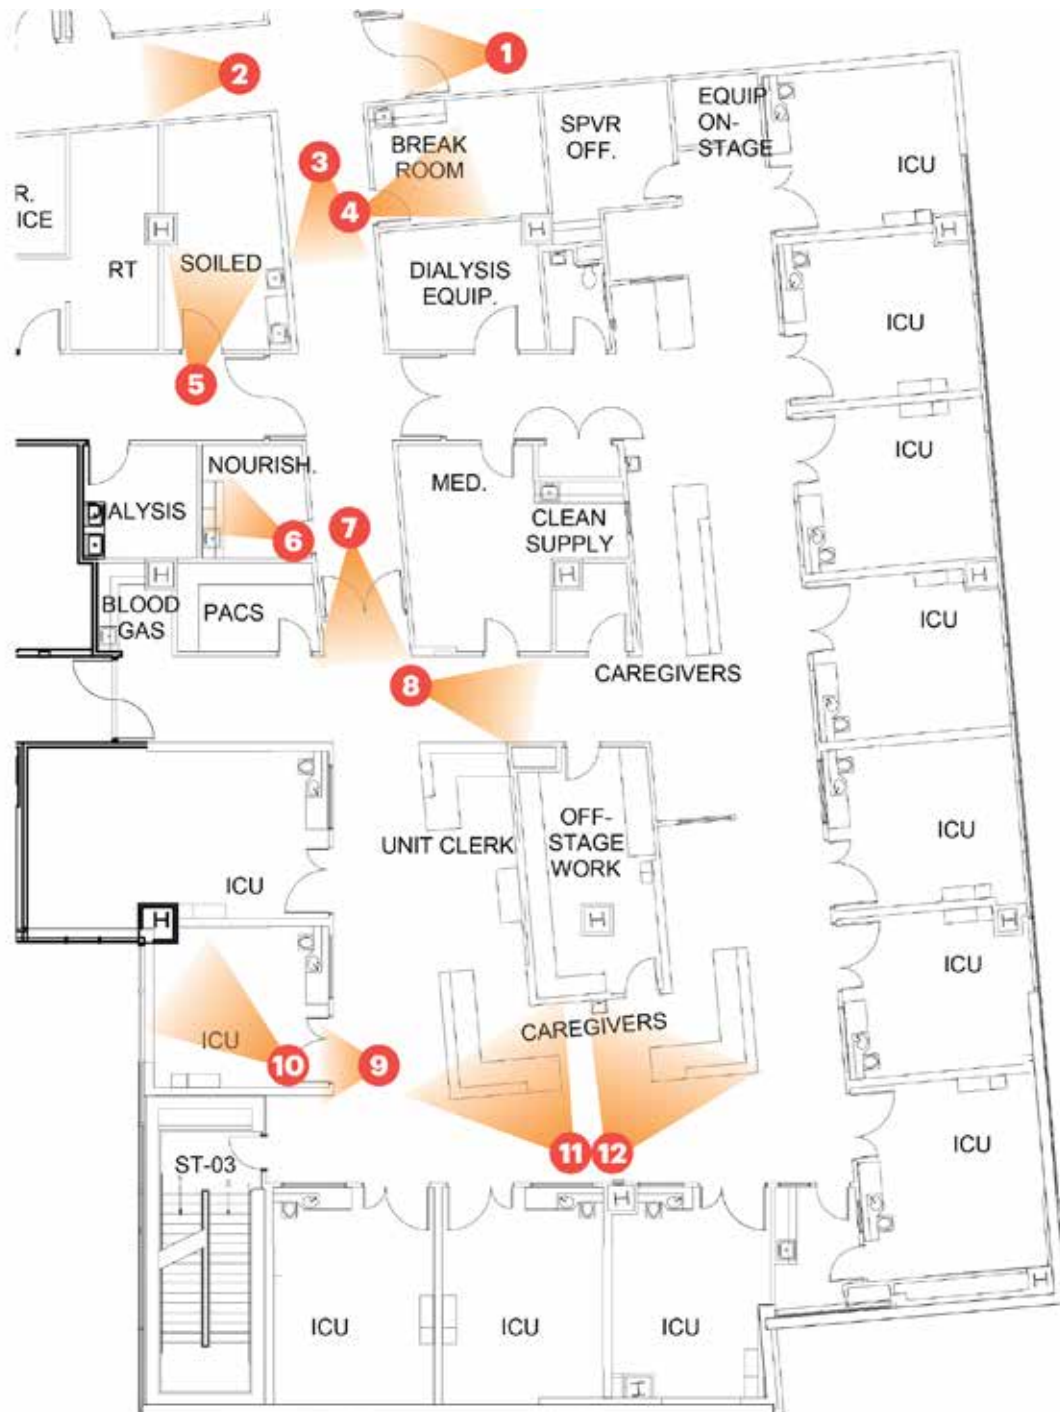 1
2
EQUIP
ON-
STAGE
SPVR
OFF.
BREAK
ROOM
3
ICU
4
R.
ICE
RT
SOILED
DIALYSIS
EQUIP.
H
H
H
ICU
5
ICU
NOURISH.
MED.
ALYSIS
CLEAN
SUPPLY
6
7
H
H
H
BLOOD
GAS
PACS
ICU
8
CAREGIVERS
UNIT CLERK
OFF-
STAGE
WORK
ICU
ICU
H
H
H
ICU
CAREGIVERS
ICU
10
9
11
12
ICU
ST-03
H
H
ICU
ICU
ICU
H